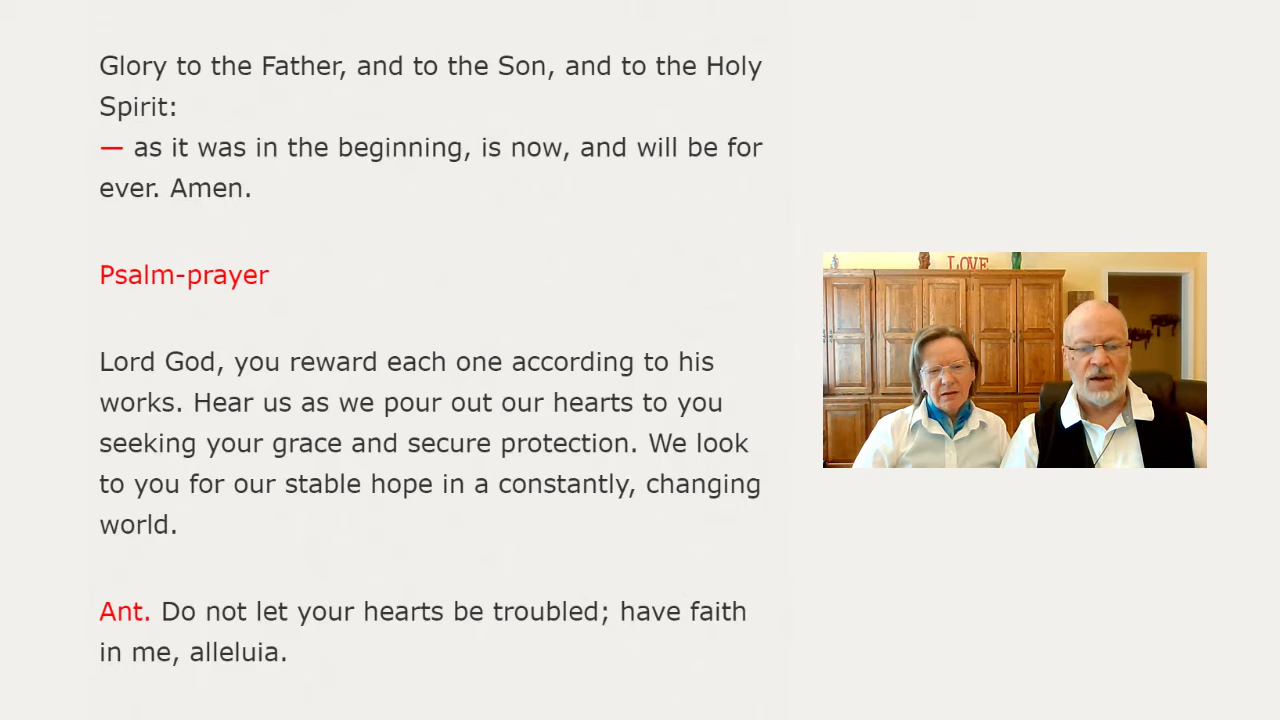 Glory to the Father, and to the Son, and to the Holy
Spirit:
— as it was in the beginning, is now, and will be for
ever. Amen.
Psalm-prayer
Lord God, you reward each one according to his
works. Hear us as we pour out our hearts to you
seeking your grace and secure protection. We look
to you for our stable hope in a constantly, changing
world.
Ant. Do not let your hearts be troubled; have faith
in me, alleluia.
LOVE